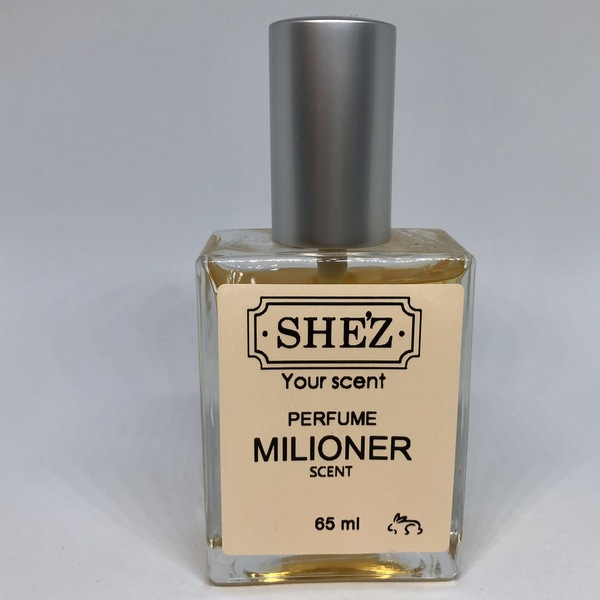 ·SHE'Z·
Your scent
PERFUME
MILIONER
SCENT
65 ml